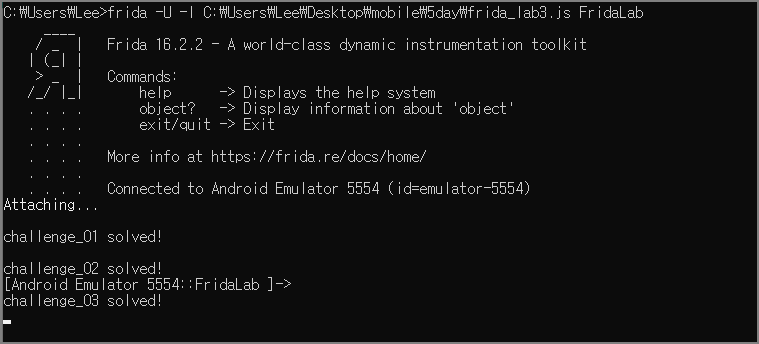 C:₩Users₩Lee>frida -U -l C:₩Users₩Lee₩Desktop₩mobile₩5day₩frida_lab3.js FridaLab
     ____
    / _  |   Frida 16.2.2 - A world-class dynamic instrumentation toolkit
   | (_| |
    > _  |   Commands:
   /_/ |_|       help      -> Displays the help system
   . . . .       object?   -> Display information about 'object'
   . . . .       exit/quit -> Exit
   . . . .
   . . . .   More info at https://frida.re/docs/home/
   . . . .
   . . . .   Connected to Android Emulator 5554 (id=emulator-5554)
Attaching...
challenge_01 solved!
challenge_02 solved!
[Android Emulator 5554::FridaLab ]->
challenge_03 solved!